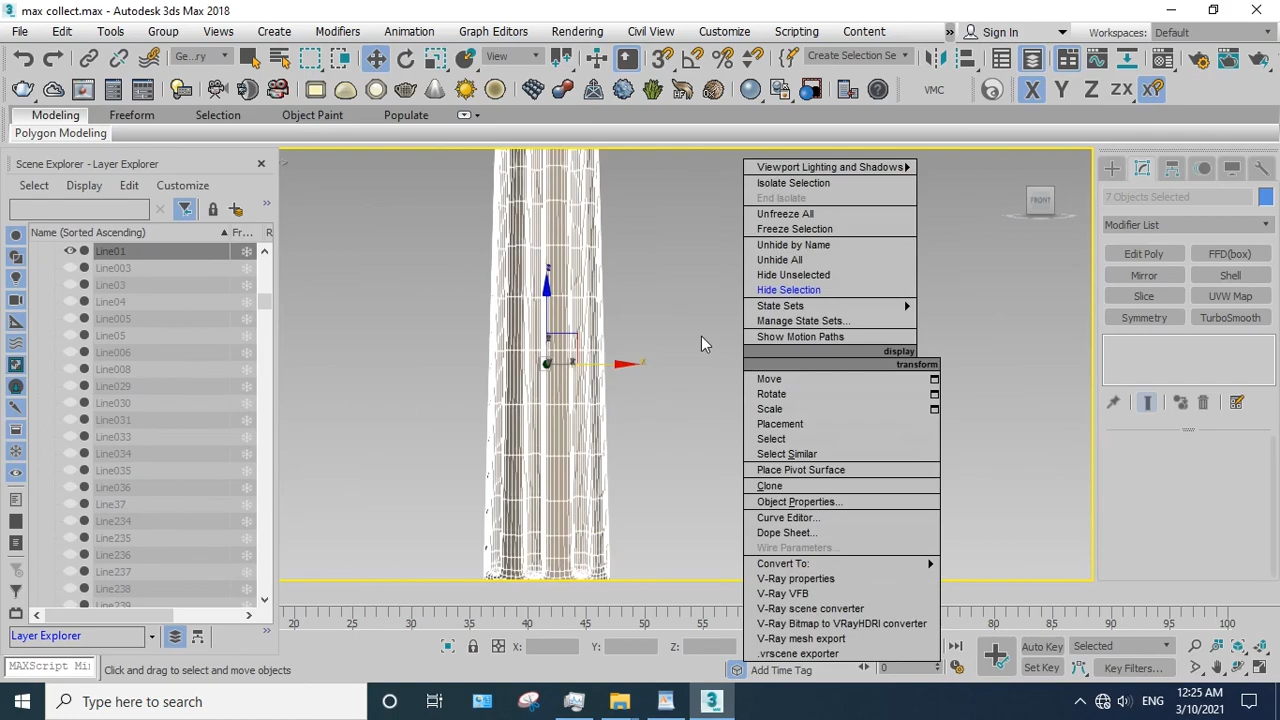 max collect.max - Autodesk 3ds Max 2018
File Edit Tools Group Views Create Modifiers Animation Graph Editors Rendering Civil View Customize Scripting Content » Sign In Workspaces: Default
Ge...ry View Create Selection Se
VMC X Y Z ZX XY
Modeling Freeform Selection Object Paint Populate
Polygon Modeling
Scene Explorer - Layer Explorer
Select Display Edit Customize
Name (Sorted Ascending) Fr... R
Line01
Line003
Line03
Line04
Line004
Line05
Line006
Line008
Line029
Line030
Line031
Line033
Line034
Line035
Line036
Line37
Line234
Line235
Line236
Line237
Line238
Line239
Layer Explorer
Viewport Lighting and Shadows
Isolate Selection
End Isolate
Unfreeze All
Freeze Selection
Unhide by Name
Unhide All
Hide Unselected
Hide Selection
State Sets
Manage State Sets...
Show Motion Paths
display
transform
Move
Rotate
Scale
Placement
Select
Select Similar
Place Pivot Surface
Clone
Object Properties...
Curve Editor...
Dope Sheet...
Wire Parameters...
Convert To:
V-Ray properties
V-Ray VFB
V-Ray scene converter
V-Ray Bitmap to VRayHDRI converter
V-Ray mesh export
.vrscene exporter
FRONT
7 Objects Selected
Modifier List
Edit Poly FFD(box)
Mirror Shell
Slice UVW Map
Symmetry TurboSmooth
20 25 30 35 40 45 50 55 95 100
X: Y: Z:
Auto Key Selected
Set Key Key Filters...
MAXScript Mi Click and drag to select and move objects Add Time Tag 0
Type here to search
ENG 12:25 AM
3/10/2021